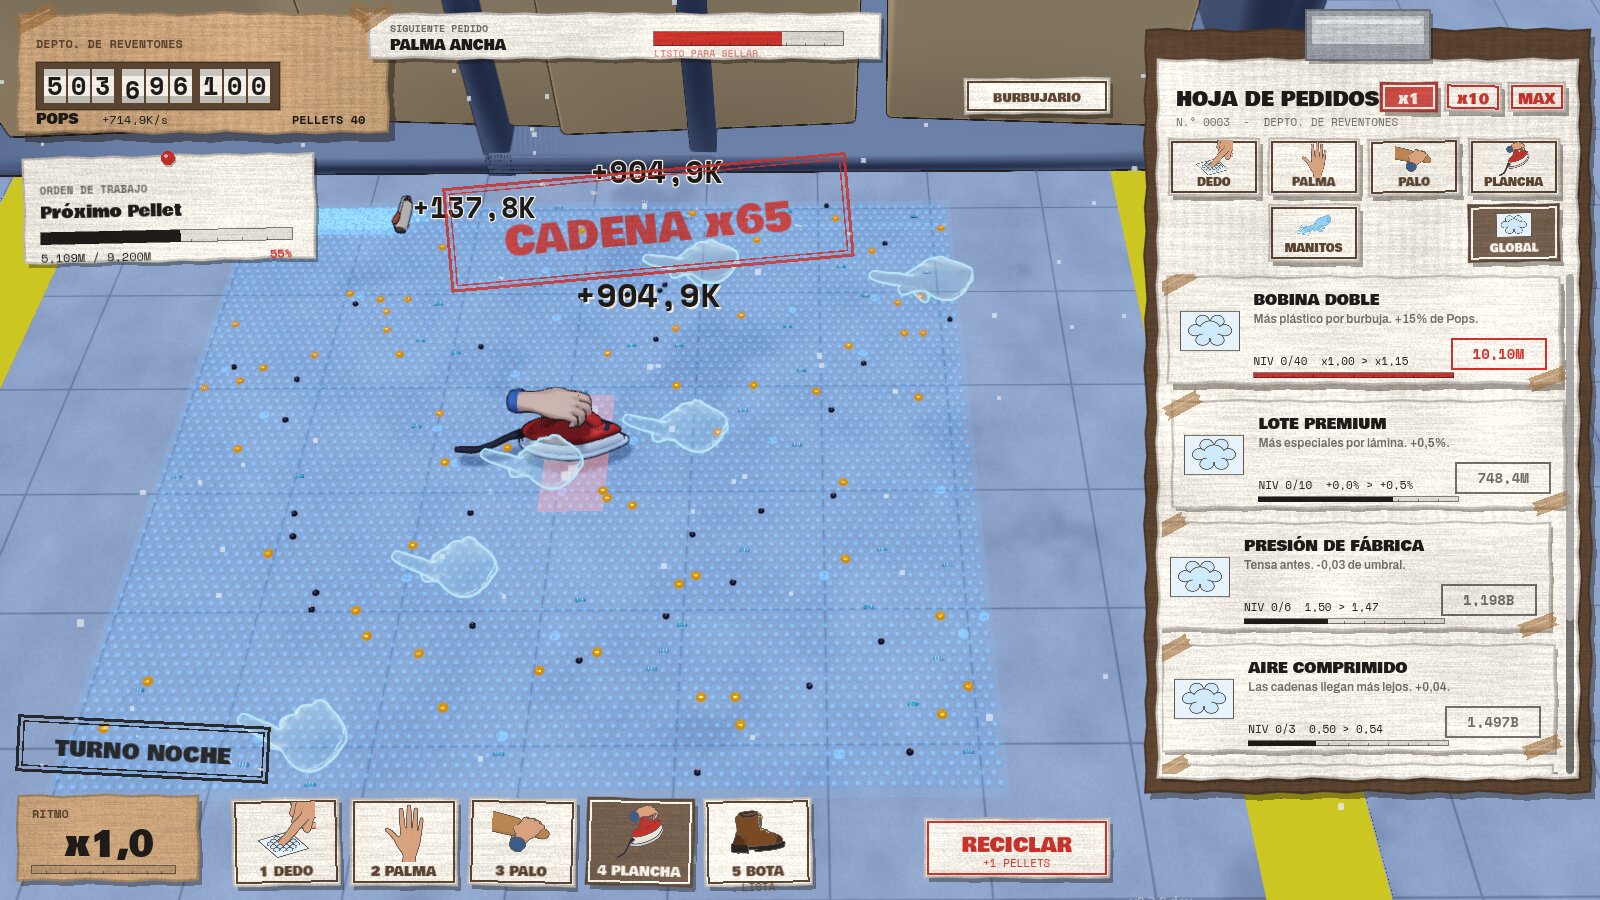 DEPTO. DE REVENTONES
503 696 100
POPS +714,9K/s PELLETS 40
SIGUIENTE PEDIDO
PALMA ANCHA
LISTO PARA SELLAR
BURBUJARIO
ORDEN DE TRABAJO
Próximo Pellet
5,109M / 9,200M 55%
+904,9K
+137,8K
CADENA x65
+904,9K
TURNO NOCHE
RITMO
x1,0
1 DEDO
2 PALMA
3 PALO
4 PLANCHA
5 BOTA
LISTA
RECICLAR
+1 PELLETS
HOJA DE PEDIDOS x1 x10 MAX
N.° 0003 - DEPTO. DE REVENTONES
DEDO PALMA PALO PLANCHA
MANITOS GLOBAL
BOBINA DOBLE
Más plástico por burbuja. +15% de Pops.
NIV 0/40 x1,00 > x1,15 10,10M
LOTE PREMIUM
Más especiales por lámina. +0,5%.
NIV 0/10 +0,0% > +0,5% 748,4M
PRESIÓN DE FÁBRICA
Tensa antes. -0,03 de umbral.
NIV 0/6 1,50 > 1,47 1,198B
AIRE COMPRIMIDO
Las cadenas llegan más lejos. +0,04.
NIV 0/3 0,50 > 0,54 1,497B